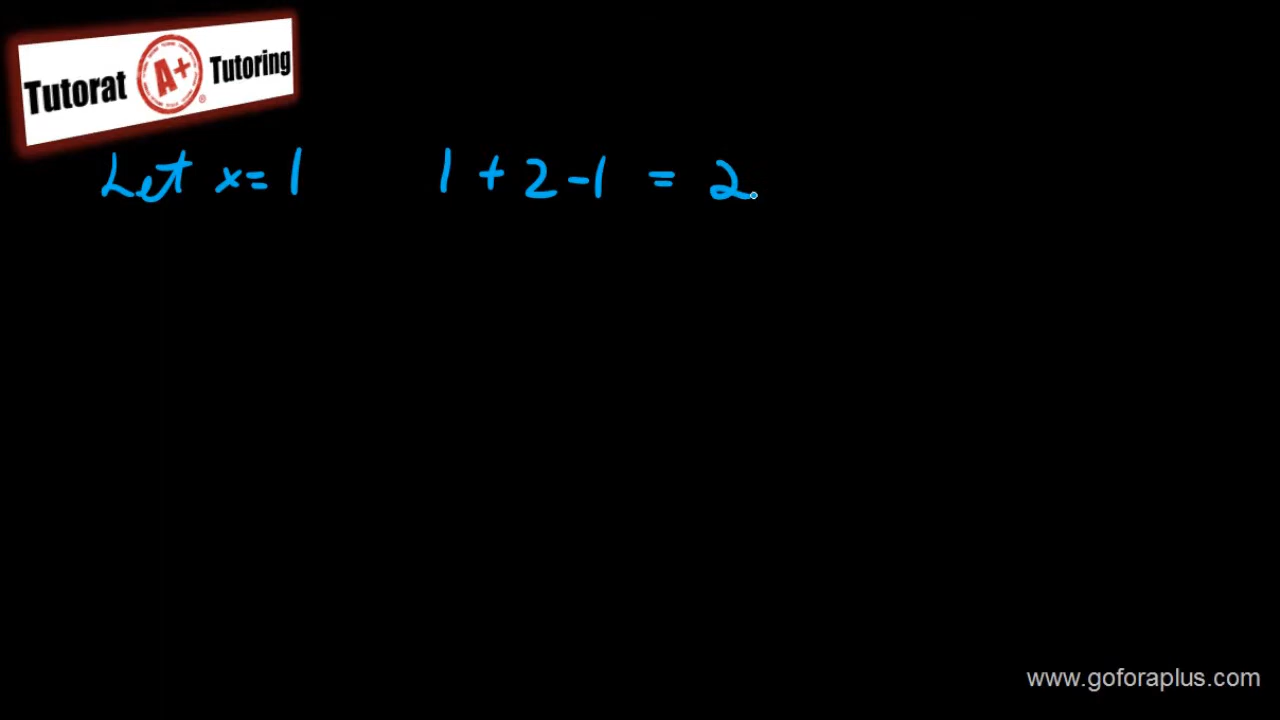 Tutorat A+ Tutoring
Let x = 1 1 + 2 - 1 = 2
www.goforaplus.com